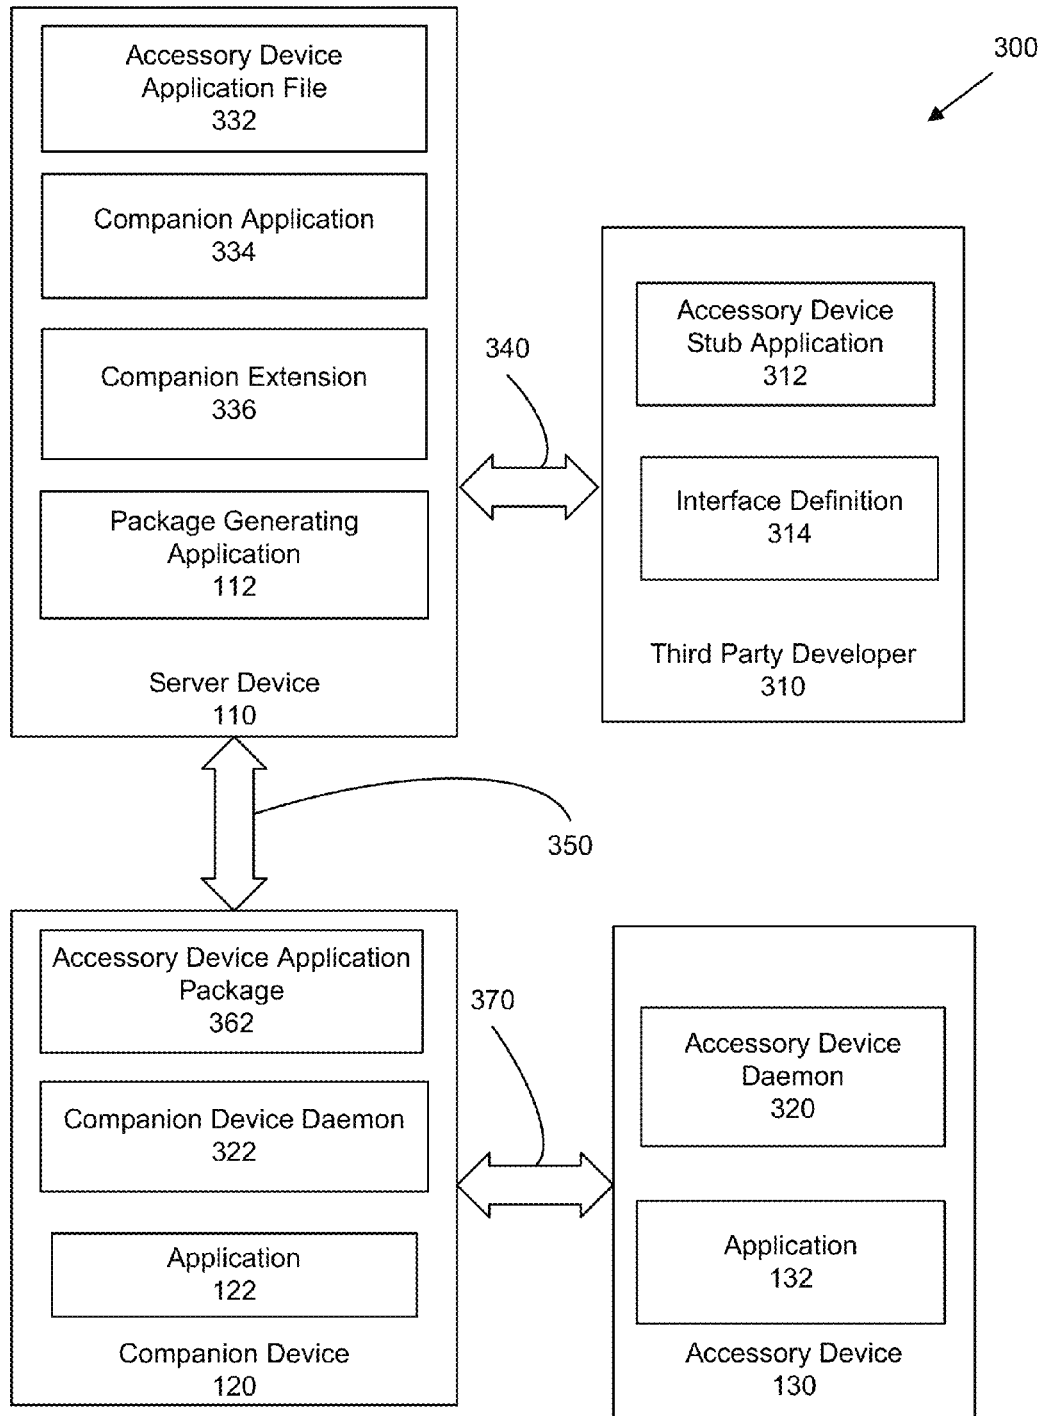 300
Accessory Device
Application File
332
Companion Application
334
Companion Extension
336
Package Generating
Application
112
Server Device
110
340
Accessory Device
Stub Application
312
Interface Definition
314
Third Party Developer
310
350
Accessory Device Application
Package
362
Companion Device Daemon
322
Application
122
Companion Device
120
370
Accessory Device
Daemon
320
Application
132
Accessory Device
130